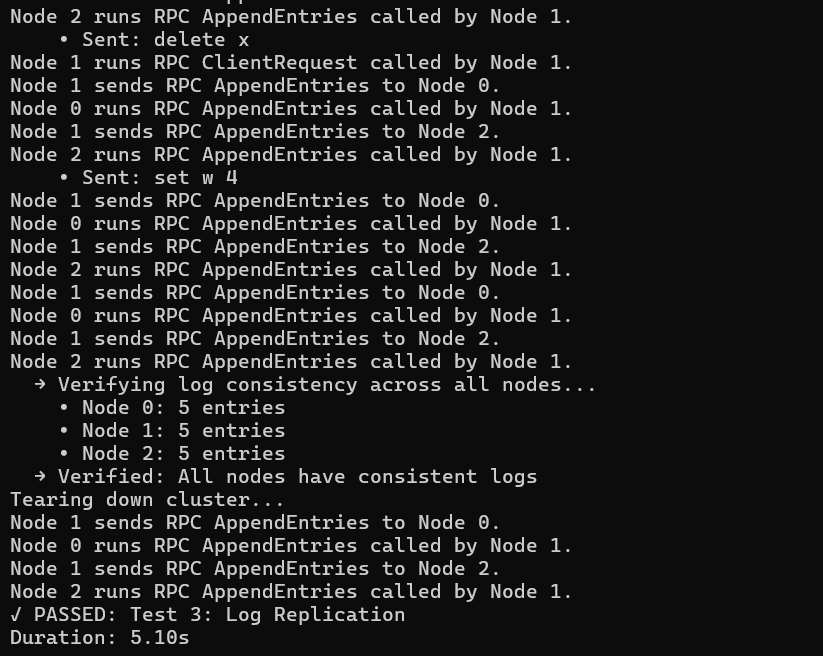 Node 2 runs RPC AppendEntries called by Node 1.
• Sent: delete x
Node 1 runs RPC ClientRequest called by Node 1.
Node 1 sends RPC AppendEntries to Node 0.
Node 0 runs RPC AppendEntries called by Node 1.
Node 1 sends RPC AppendEntries to Node 2.
Node 2 runs RPC AppendEntries called by Node 1.
• Sent: set w 4
Node 1 sends RPC AppendEntries to Node 0.
Node 0 runs RPC AppendEntries called by Node 1.
Node 1 sends RPC AppendEntries to Node 2.
Node 2 runs RPC AppendEntries called by Node 1.
Node 1 sends RPC AppendEntries to Node 0.
Node 0 runs RPC AppendEntries called by Node 1.
Node 1 sends RPC AppendEntries to Node 2.
Node 2 runs RPC AppendEntries called by Node 1.
→ Verifying log consistency across all nodes...
• Node 0: 5 entries
• Node 1: 5 entries
• Node 2: 5 entries
→ Verified: All nodes have consistent logs
Tearing down cluster...
Node 1 sends RPC AppendEntries to Node 0.
Node 0 runs RPC AppendEntries called by Node 1.
Node 1 sends RPC AppendEntries to Node 2.
Node 2 runs RPC AppendEntries called by Node 1.
√ PASSED: Test 3: Log Replication
Duration: 5.10s